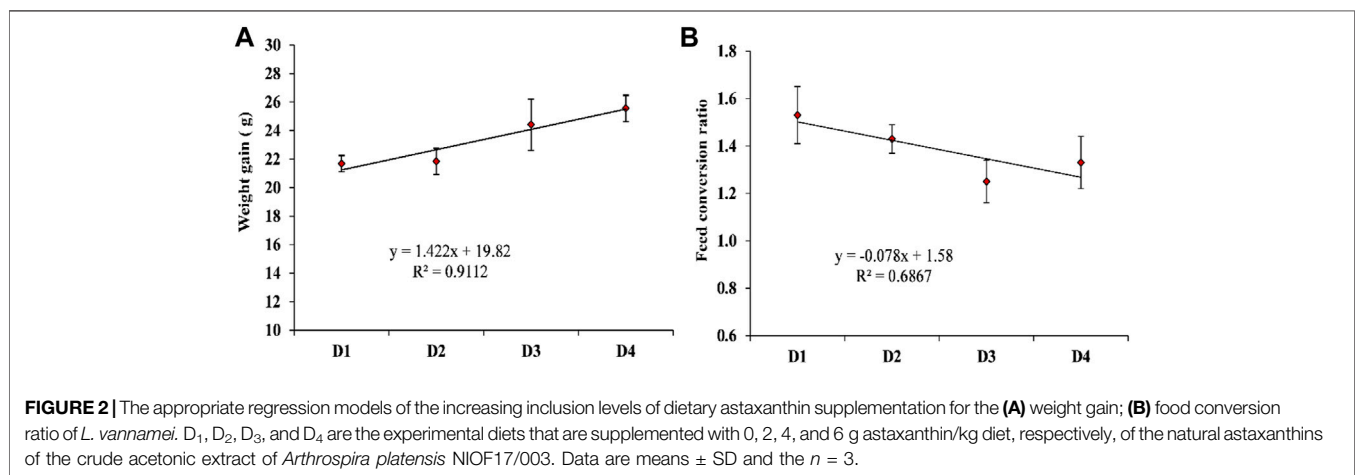 A
Weight gain ( g)
30
28
26
24
22
20
18
16
14
12
10
y = 1.422x + 19.82
R² = 0.9112
D1 D2 D3 D4
B
Feed conversion ratio
1.8
1.6
1.4
1.2
1.0
0.8
0.6
y = -0.078x + 1.58
R² = 0.6867
D1 D2 D3 D4
FIGURE 2 | The appropriate regression models of the increasing inclusion levels of dietary astaxanthin supplementation for the (A) weight gain; (B) food conversion
ratio of L. vannamei. D₁, D₂, D₃, and D₄ are the experimental diets that are supplemented with 0, 2, 4, and 6 g astaxanthin/kg diet, respectively, of the natural astaxanthins
of the crude acetonic extract of Arthrospira platensis NIOF17/003. Data are means ± SD and the n = 3.